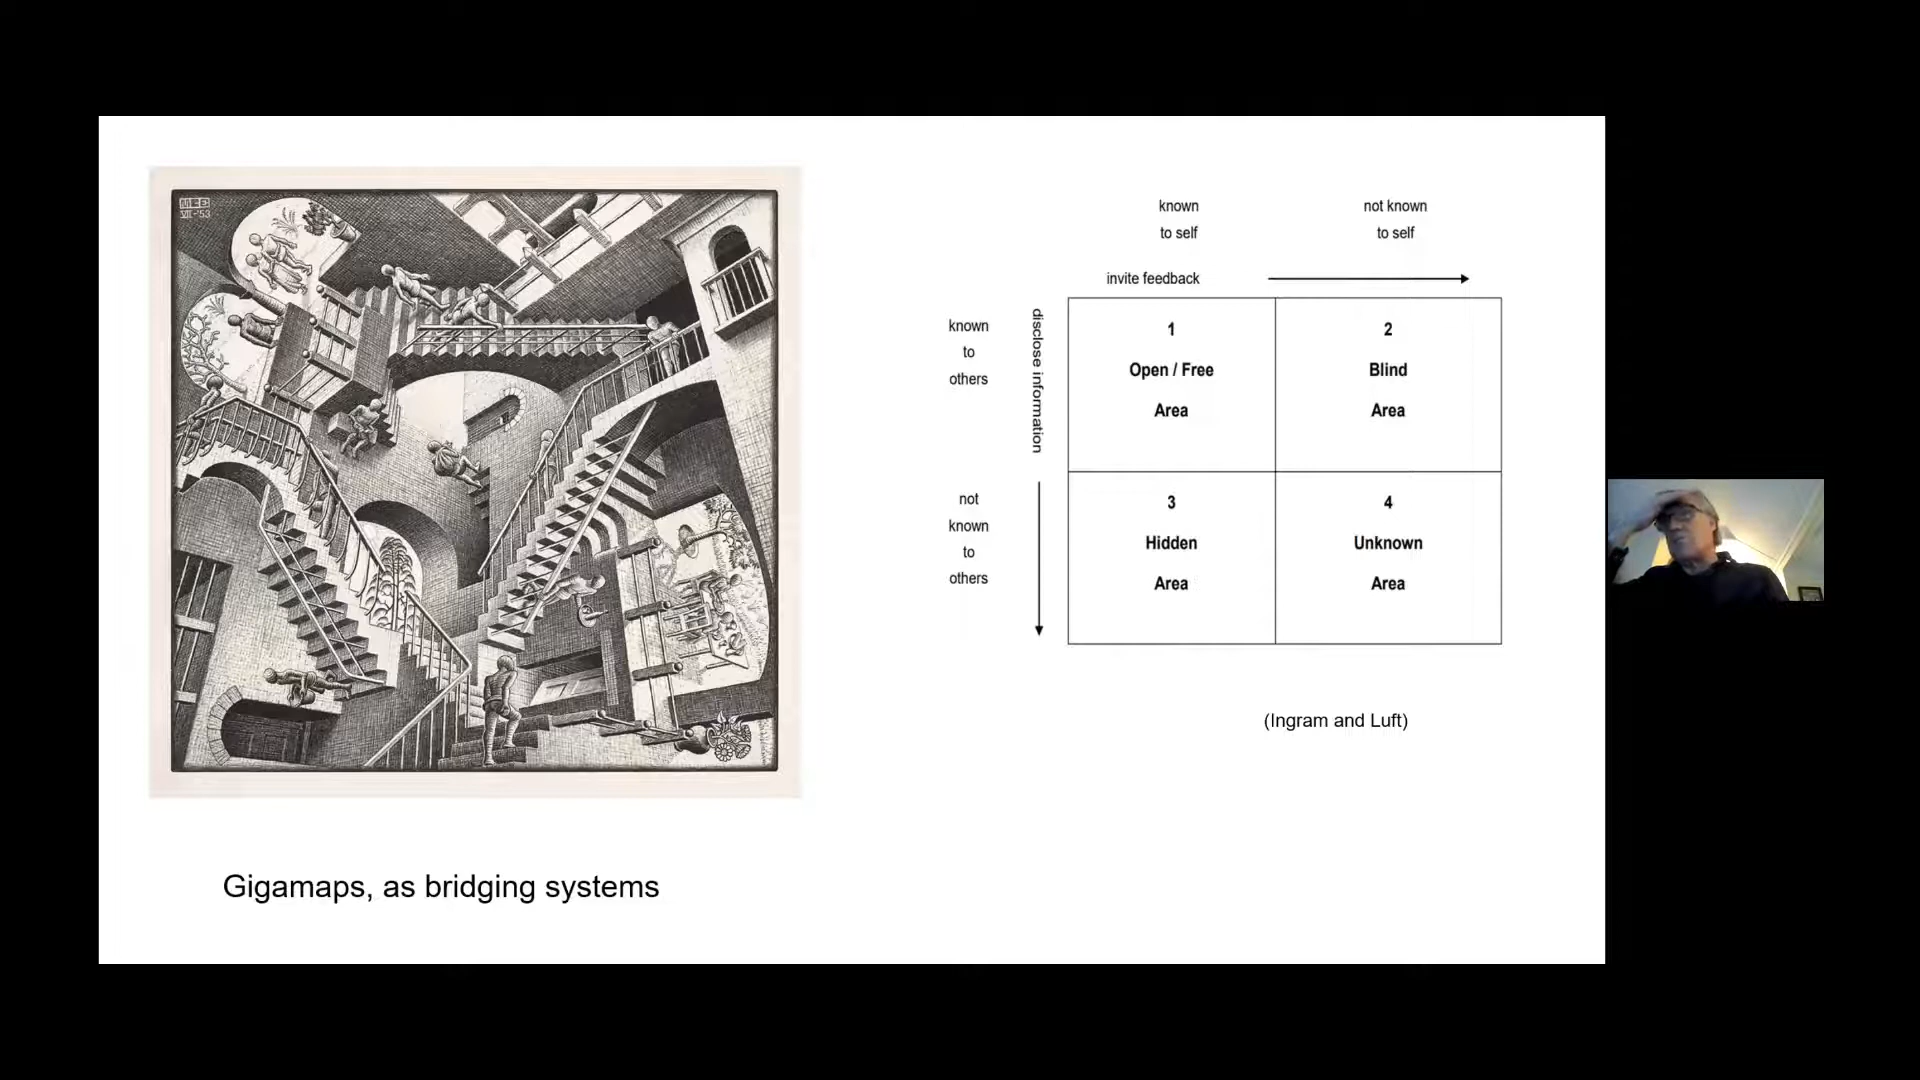 M-E
VII-'53
known
to self
not known
to self
invite feedback
known
to
others
disclose information
1
Open / Free
Area
2
Blind
Area
not
known
to
others
3
Hidden
Area
4
Unknown
Area
(Ingram and Luft)
Gigamaps, as bridging systems